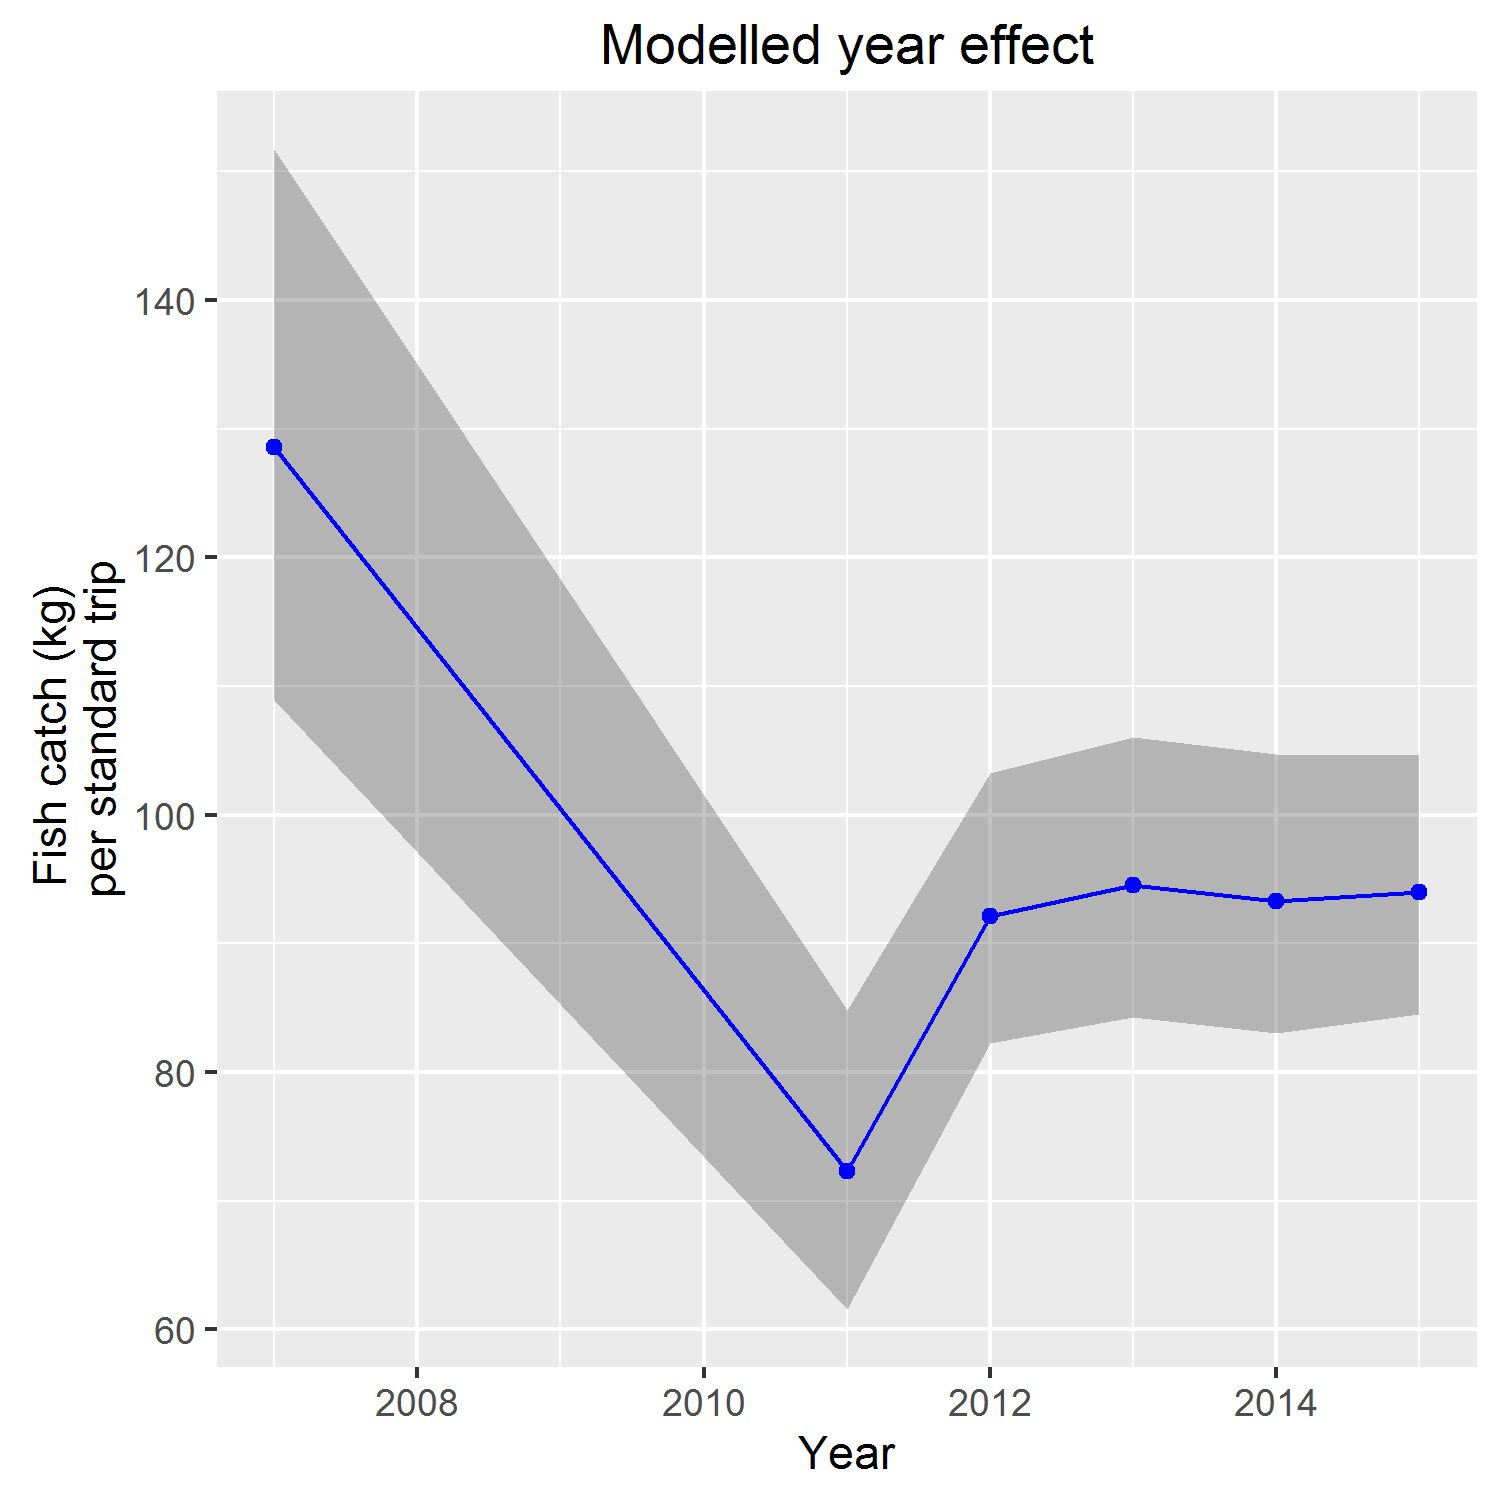 Modelled year effect
Fish catch (kg)
per standard trip
140
120
100
80
60
2008
2010
2012
2014
Year